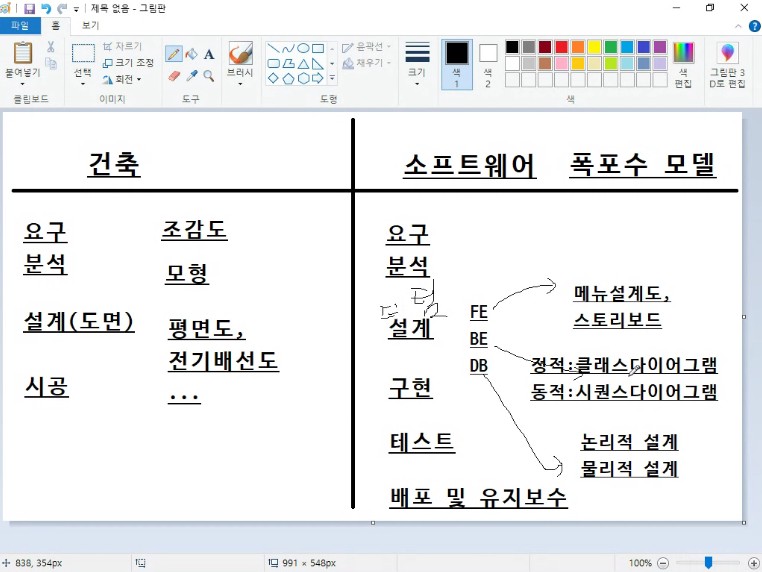 제목 없음 - 그림판
파일 홈 보기
붙여넣기 선택 자르기 크기 조정 회전 A 브러시 윤곽선 채우기 크기 색 1 색 2 색 편집 그림판 3D로 편집
클립보드 이미지 도구 도형 색
건축
요구
분석
설계(도면)
시공
조감도
모형
평면도,
전기배선도
...
소프트웨어 폭포수 모델
요구
분석
설계
구현
테스트
배포 및 유지보수
FE
BE
DB
메뉴설계도,
스토리보드
정적:클래스다이어그램
동적:시퀀스다이어그램
논리적 설계
물리적 설계
838, 354px 991 × 548px 100%